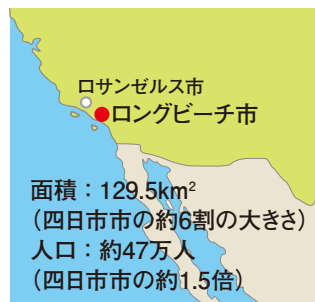 ロサンゼルス市
ロングビーチ市
面積：129.5km²
（四日市市の約6割の大きさ）
人口：約47万人
（四日市市の約1.5倍）